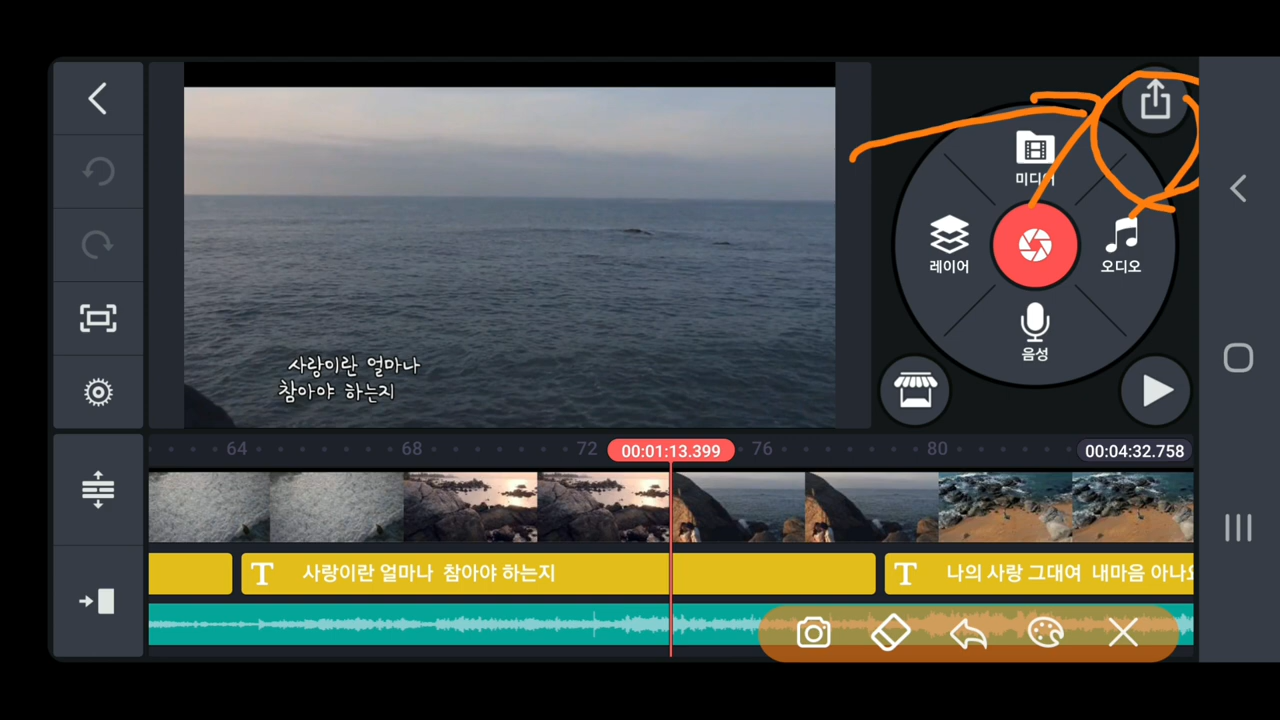 미디어
레이어
오디오
음성
사랑이란 얼마나
참아야 하는지
64
68
72
00:01:13.399
76
80
00:04:32.758
T 사랑이란 얼마나 참아야 하는지
T 나의 사랑 그대여 내마음 아나요